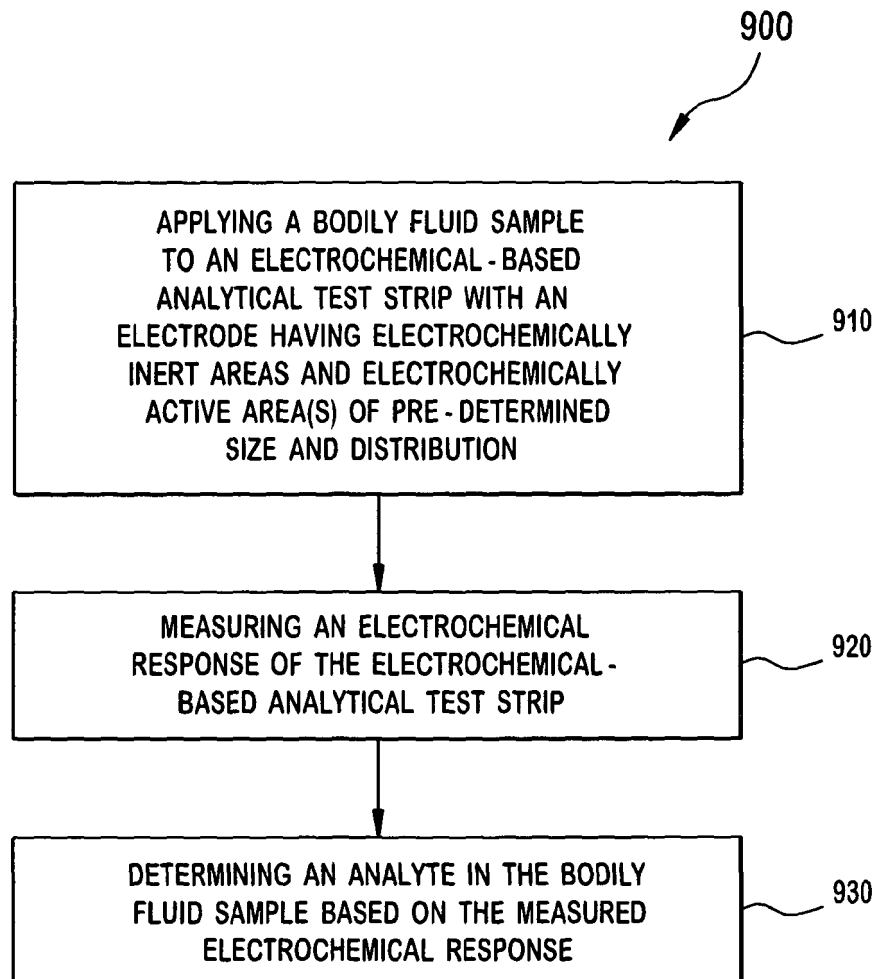 900
APPLYING A BODILY FLUID SAMPLE
TO AN ELECTROCHEMICAL-BASED
ANALYTICAL TEST STRIP WITH AN
ELECTRODE HAVING ELECTROCHEMICALLY
INERT AREAS AND ELECTROCHEMICALLY
ACTIVE AREA(S) OF PRE-DETERMINED
SIZE AND DISTRIBUTION
910
MEASURING AN ELECTROCHEMICAL
RESPONSE OF THE ELECTROCHEMICAL-
BASED ANALYTICAL TEST STRIP
920
DETERMINING AN ANALYTE IN THE BODILY
FLUID SAMPLE BASED ON THE MEASURED
ELECTROCHEMICAL RESPONSE
930